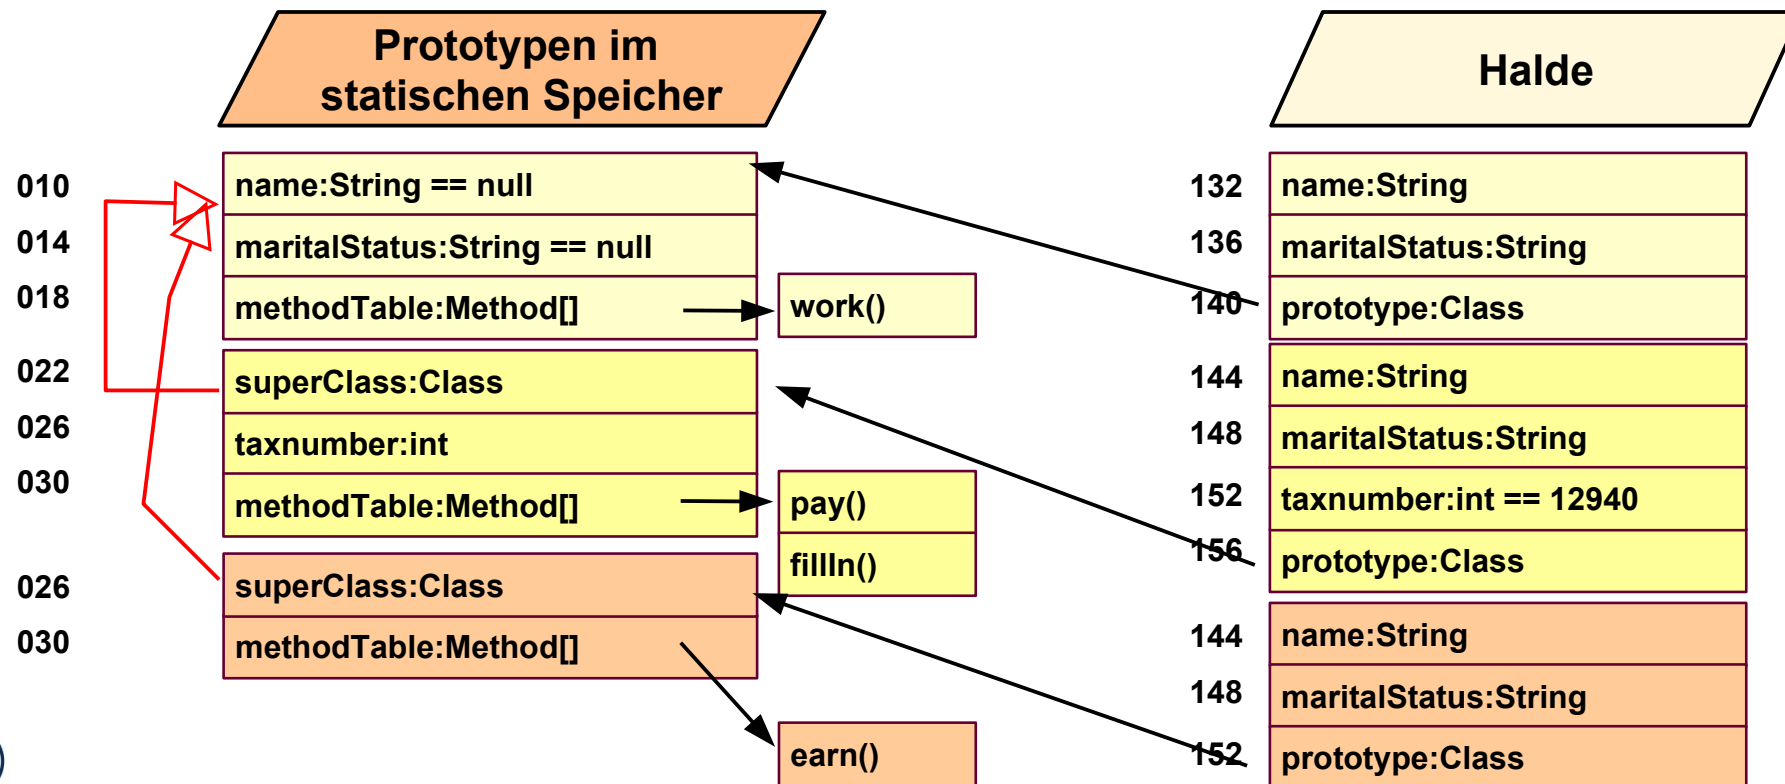 Prototypen im
statischen Speicher
Halde
010
name:String == null
132
name:String
014
maritalStatus:String == null
136
maritalStatus:String
018
methodTable:Method[]
work()
140
prototype:Class
022
superClass:Class
144
name:String
026
taxnumber:int
148
maritalStatus:String
030
methodTable:Method[]
pay()
152
taxnumber:int == 12940
fillIn()
156
prototype:Class
026
superClass:Class
144
name:String
030
methodTable:Method[]
148
maritalStatus:String
earn()
152
prototype:Class